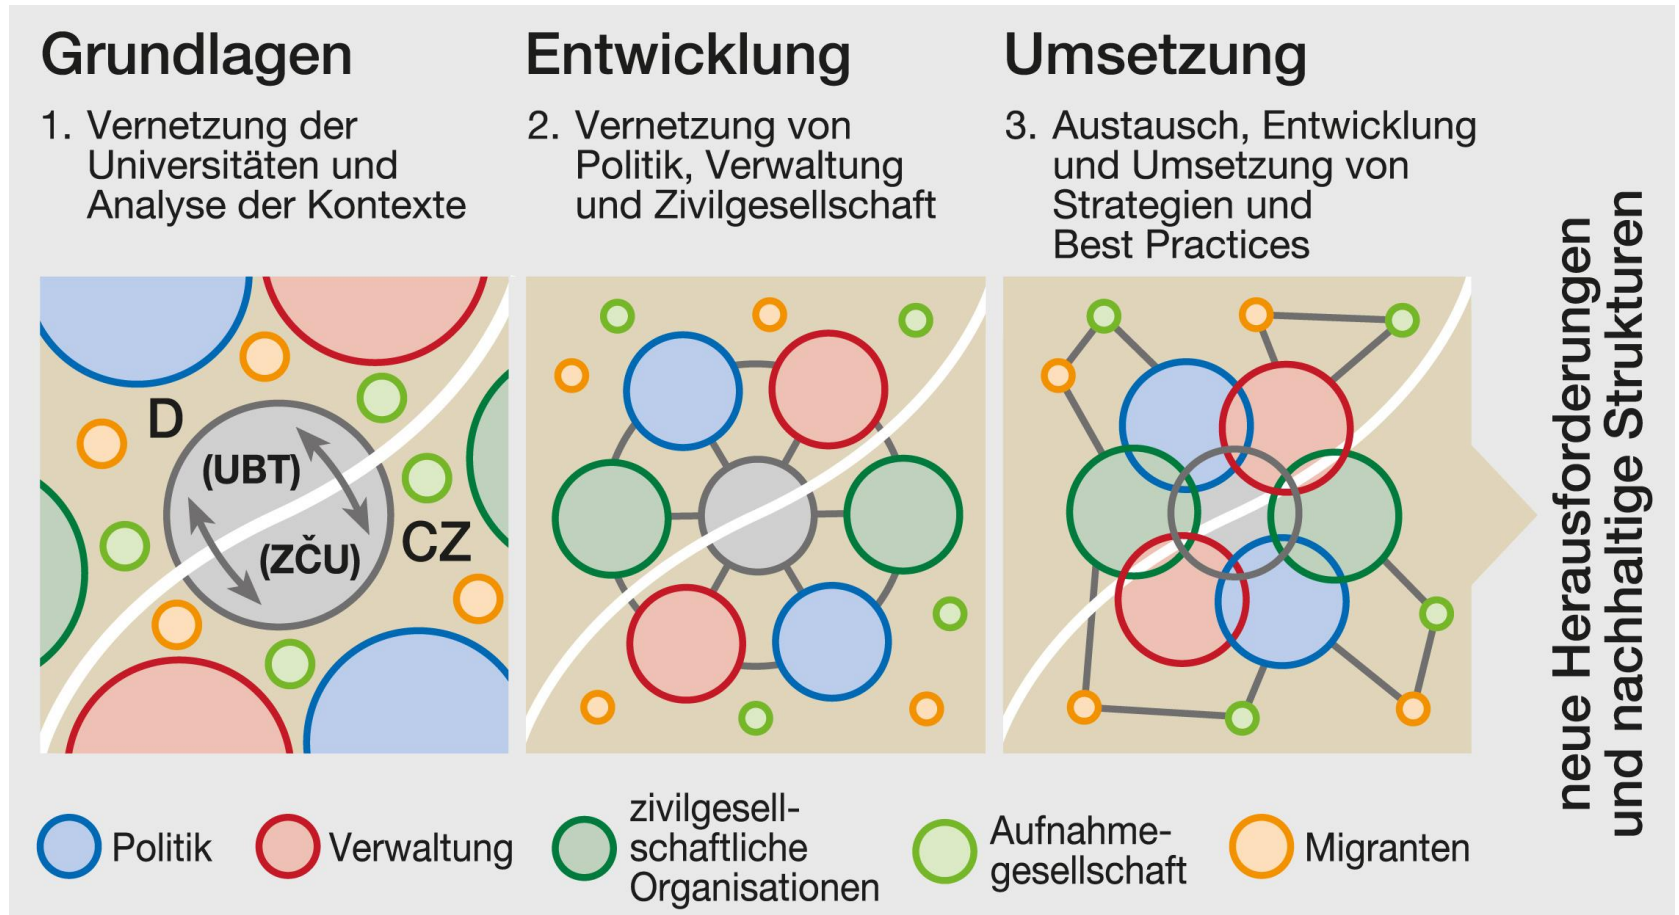 Grundlagen
1. Vernetzung der
Universitäten und
Analyse der Kontexte
Entwicklung
2. Vernetzung von
Politik, Verwaltung
und Zivilgesellschaft
Umsetzung
3. Austausch, Entwicklung
und Umsetzung von
Strategien und
Best Practices
D
(UBT)
(ZČU)
CZ
neue Herausforderungen
und nachhaltige Strukturen
Politik
Verwaltung
zivilgesell-
schaftliche
Organisationen
Aufnahme-
gesellschaft
Migranten